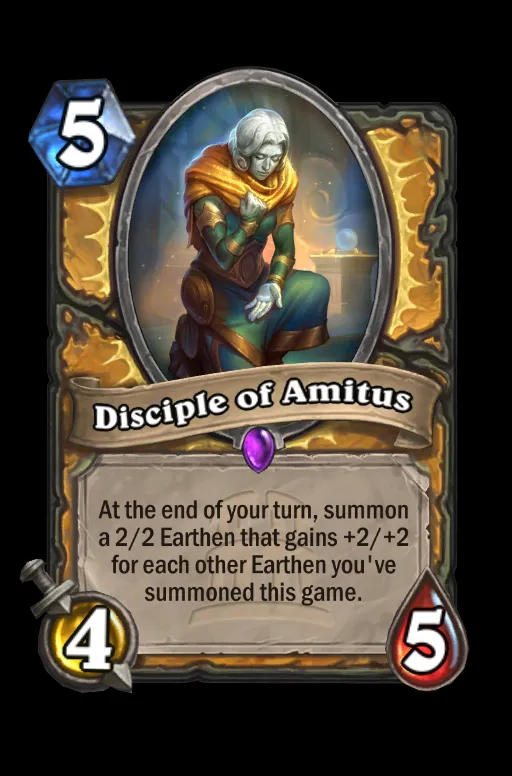 5
Disciple of Amitus
At the end of your turn, summon
a 2/2 Earthen that gains +2/+2
for each other Earthen you've
summoned this game.
4
5